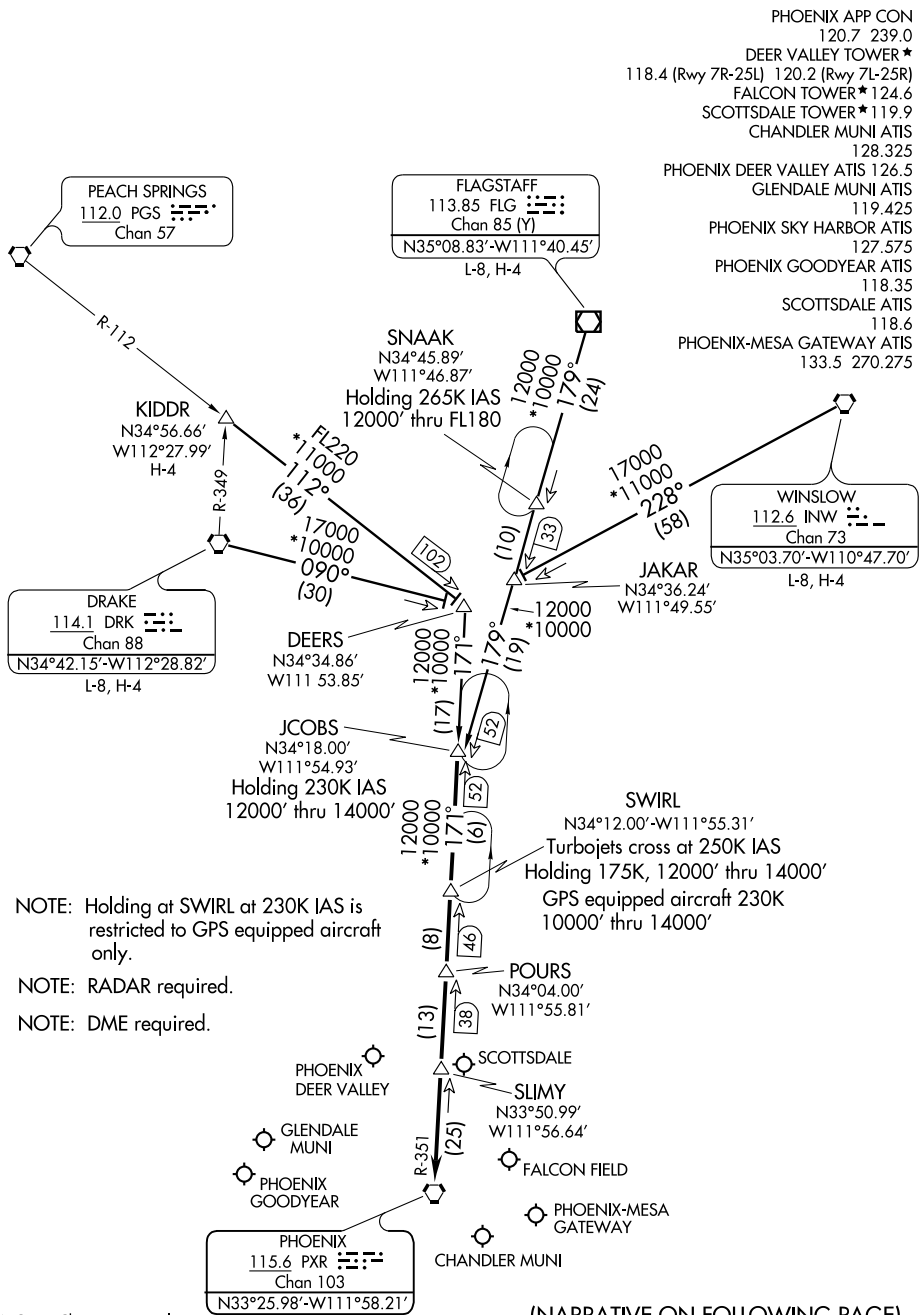 PHOENIX APP CON
120.7 239.0
DEER VALLEY TOWER★
118.4 (Rwy 7R-25L) 120.2 (Rwy 7L-25R)
FALCON TOWER★ 124.6
SCOTTSDALE TOWER★ 119.9
CHANDLER MUNI ATIS
128.325
PHOENIX DEER VALLEY ATIS 126.5
GLENDALE MUNI ATIS
119.425
PHOENIX SKY HARBOR ATIS
127.575
PHOENIX GOODYEAR ATIS
118.35
SCOTTSDALE ATIS
118.6
PHOENIX-MESA GATEWAY ATIS
133.5 270.275
PEACH SPRINGS
112.0 PGS
Chan 57
FLAGSTAFF
113.85 FLG
Chan 85 (Y)
N35°08.83'-W111°40.45'
L-8, H-4
R-112
SNAAK
N34°45.89'
W111°46.87'
Holding 265K IAS
12000' thru FL180
12000
*10000
179°
(24)
KIDDR
N34°56.66'
W112°27.99'
H-4
R-349
FL220
*11000
112°
(36)
17000
*10000
090°
(30)
102
(10)
33
17000
*11000
228°
(58)
WINSLOW
112.6 INW
Chan 73
N35°03.70'-W110°47.70'
L-8, H-4
JAKAR
N34°36.24'
W111°49.55'
12000
*10000
DRAKE
114.1 DRK
Chan 88
N34°42.15'-W112°28.82'
L-8, H-4
DEERS
N34°34.86'
W111 53.85'
12000
*10000
171°
(17)
179°
(19)
52
JCOBS
N34°18.00'
W111°54.93'
Holding 230K IAS
12000' thru 14000'
52
12000
*10000
171°
(6)
SWIRL
N34°12.00'-W111°55.31'
Turbojets cross at 250K IAS
Holding 175K, 12000' thru 14000'
GPS equipped aircraft 230K
10000' thru 14000'
NOTE: Holding at SWIRL at 230K IAS is
restricted to GPS equipped aircraft
only.
NOTE: RADAR required.
NOTE: DME required.
(8)
46
POURS
N34°04.00'
W111°55.81'
(13)
38
PHOENIX
DEER VALLEY
SCOTTSDALE
SLIMY
N33°50.99'
W111°56.64'
GLENDALE
MUNI
R-351
(25)
PHOENIX
GOODYEAR
FALCON FIELD
PHOENIX-MESA
GATEWAY
CHANDLER MUNI
PHOENIX
115.6 PXR
Chan 103
N33°25.98'-W111°58.21'
(NARRATIVE ON FOLLOWING PAGE)